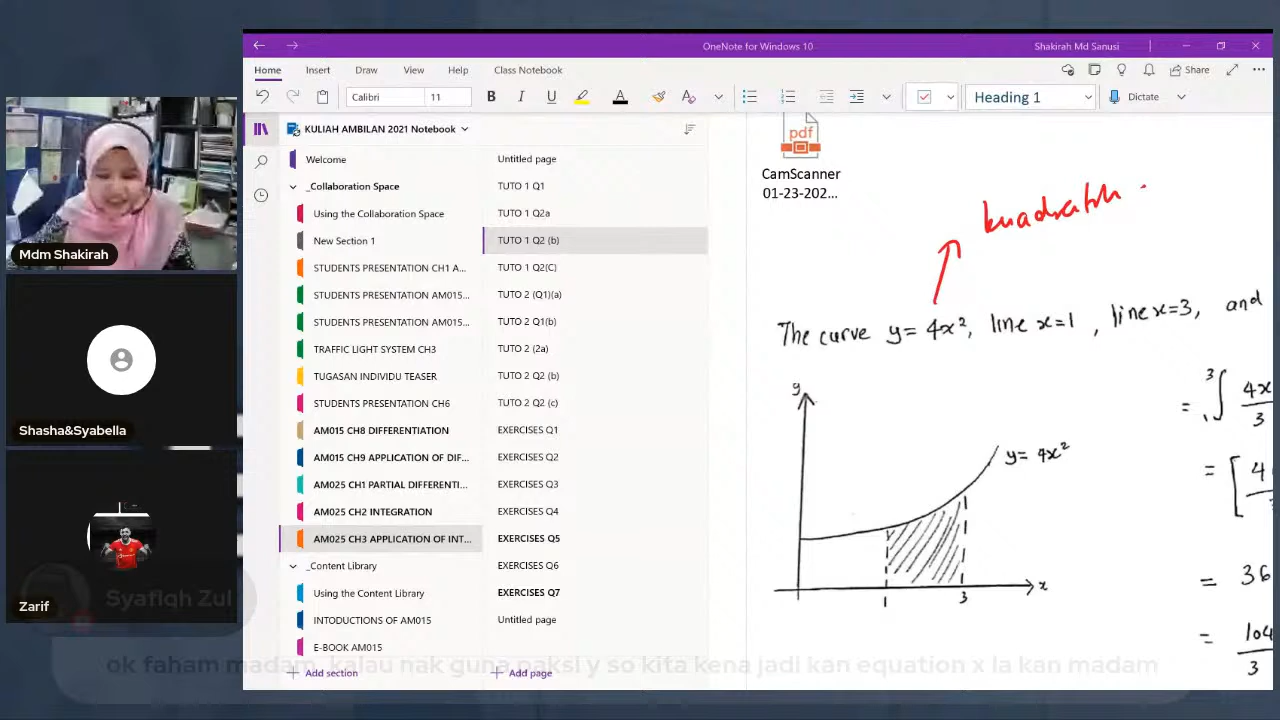 OneNote for Windows 10
Shakirah Md Sanusi
Home Insert Draw View Help Class Notebook
Share
Calibri 11 B I U A Heading 1 Dictate
KULIAH AMBILAN 2021 Notebook
Welcome
_Collaboration Space
Using the Collaboration Space
New Section 1
STUDENTS PRESENTATION CH1 A...
STUDENTS PRESENTATION AM015...
STUDENTS PRESENTATION AM015...
TRAFFIC LIGHT SYSTEM CH3
TUGASAN INDIVIDU TEASER
STUDENTS PRESENTATION CH6
AM015 CH8 DIFFERENTIATION
AM015 CH9 APPLICATION OF DIF...
AM025 CH1 PARTIAL DIFFERENTI...
AM025 CH2 INTEGRATION
AM025 CH3 APPLICATION OF INT...
_Content Library
Using the Content Library
INTODUCTIONS OF AM015
E-BOOK AM015
Add section
Untitled page
TUTO 1 Q1
TUTO 1 Q2a
TUTO 1 Q2 (b)
TUTO 1 Q2(C)
TUTO 2 (Q1)(a)
TUTO 2 Q1(b)
TUTO 2 (2a)
TUTO 2 Q2 (b)
TUTO 2 Q2 (c)
EXERCISES Q1
EXERCISES Q2
EXERCISES Q3
EXERCISES Q4
EXERCISES Q5
EXERCISES Q6
EXERCISES Q7
Untitled page
Add page
pdf
CamScanner
01-23-202...
The curve y = 4x², line x=1, line x=3, and
y
y = 4x²
x
1
3
= ³₁∫ 4x
3
= [ 4
= 36
= 104
3
Mdm Shakirah
Shasha&Syabella
Zarif
Syafiqh Zul
ok faham madam, kalau nak guna paksi y so kita kena jadi kan equation x la kan madam